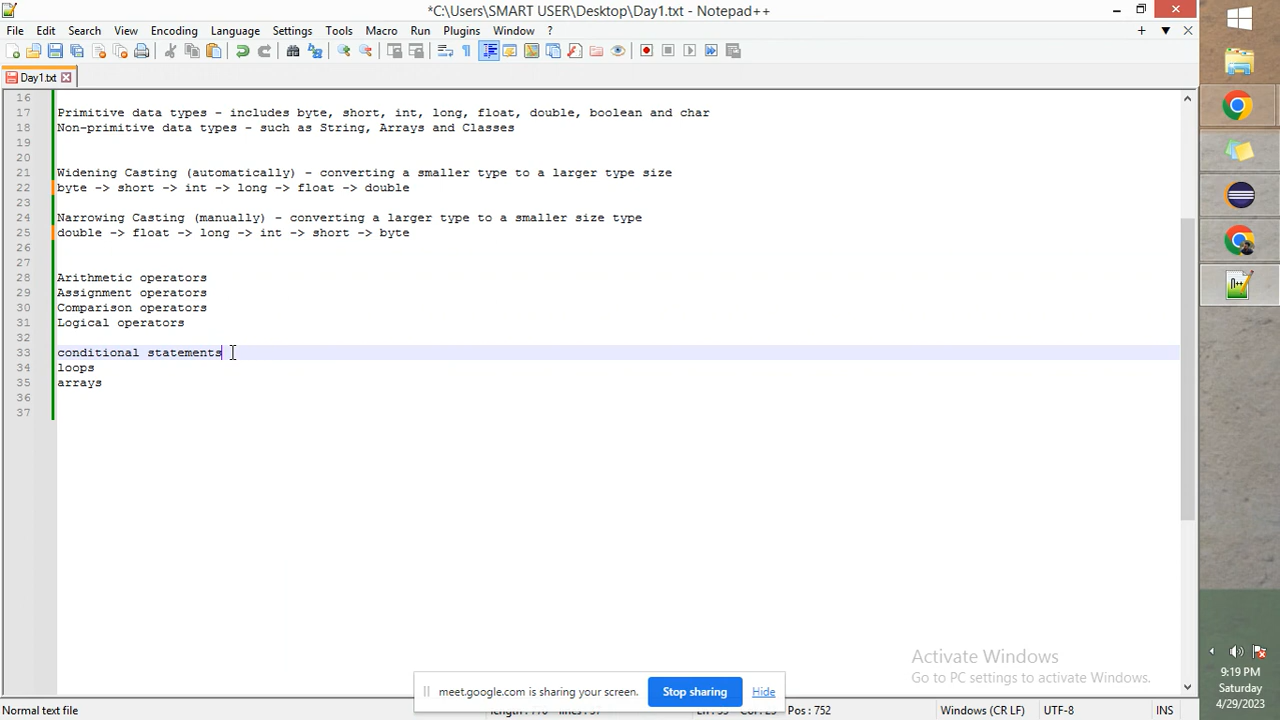 *C:\Users\SMART USER\Desktop\Day1.txt - Notepad++
File Edit Search View Encoding Language Settings Tools Macro Run Plugins Window ?
Day1.txt
16
17 Primitive data types - includes byte, short, int, long, float, double, boolean and char
18 Non-primitive data types - such as String, Arrays and Classes
19
20
21 Widening Casting (automatically) - converting a smaller type to a larger type size
22 byte -> short -> int -> long -> float -> double
23
24 Narrowing Casting (manually) - converting a larger type to a smaller size type
25 double -> float -> long -> int -> short -> byte
26
27
28 Arithmetic operators
29 Assignment operators
30 Comparison operators
31 Logical operators
32
33 conditional statements
34 loops
35 arrays
36
37
Activate Windows
Go to PC settings to activate Windows.
meet.google.com is sharing your screen. Stop sharing Hide
Normal text file
Pos : 752 Windows (CR LF) UTF-8 INS
9:19 PM
Saturday
4/29/2023